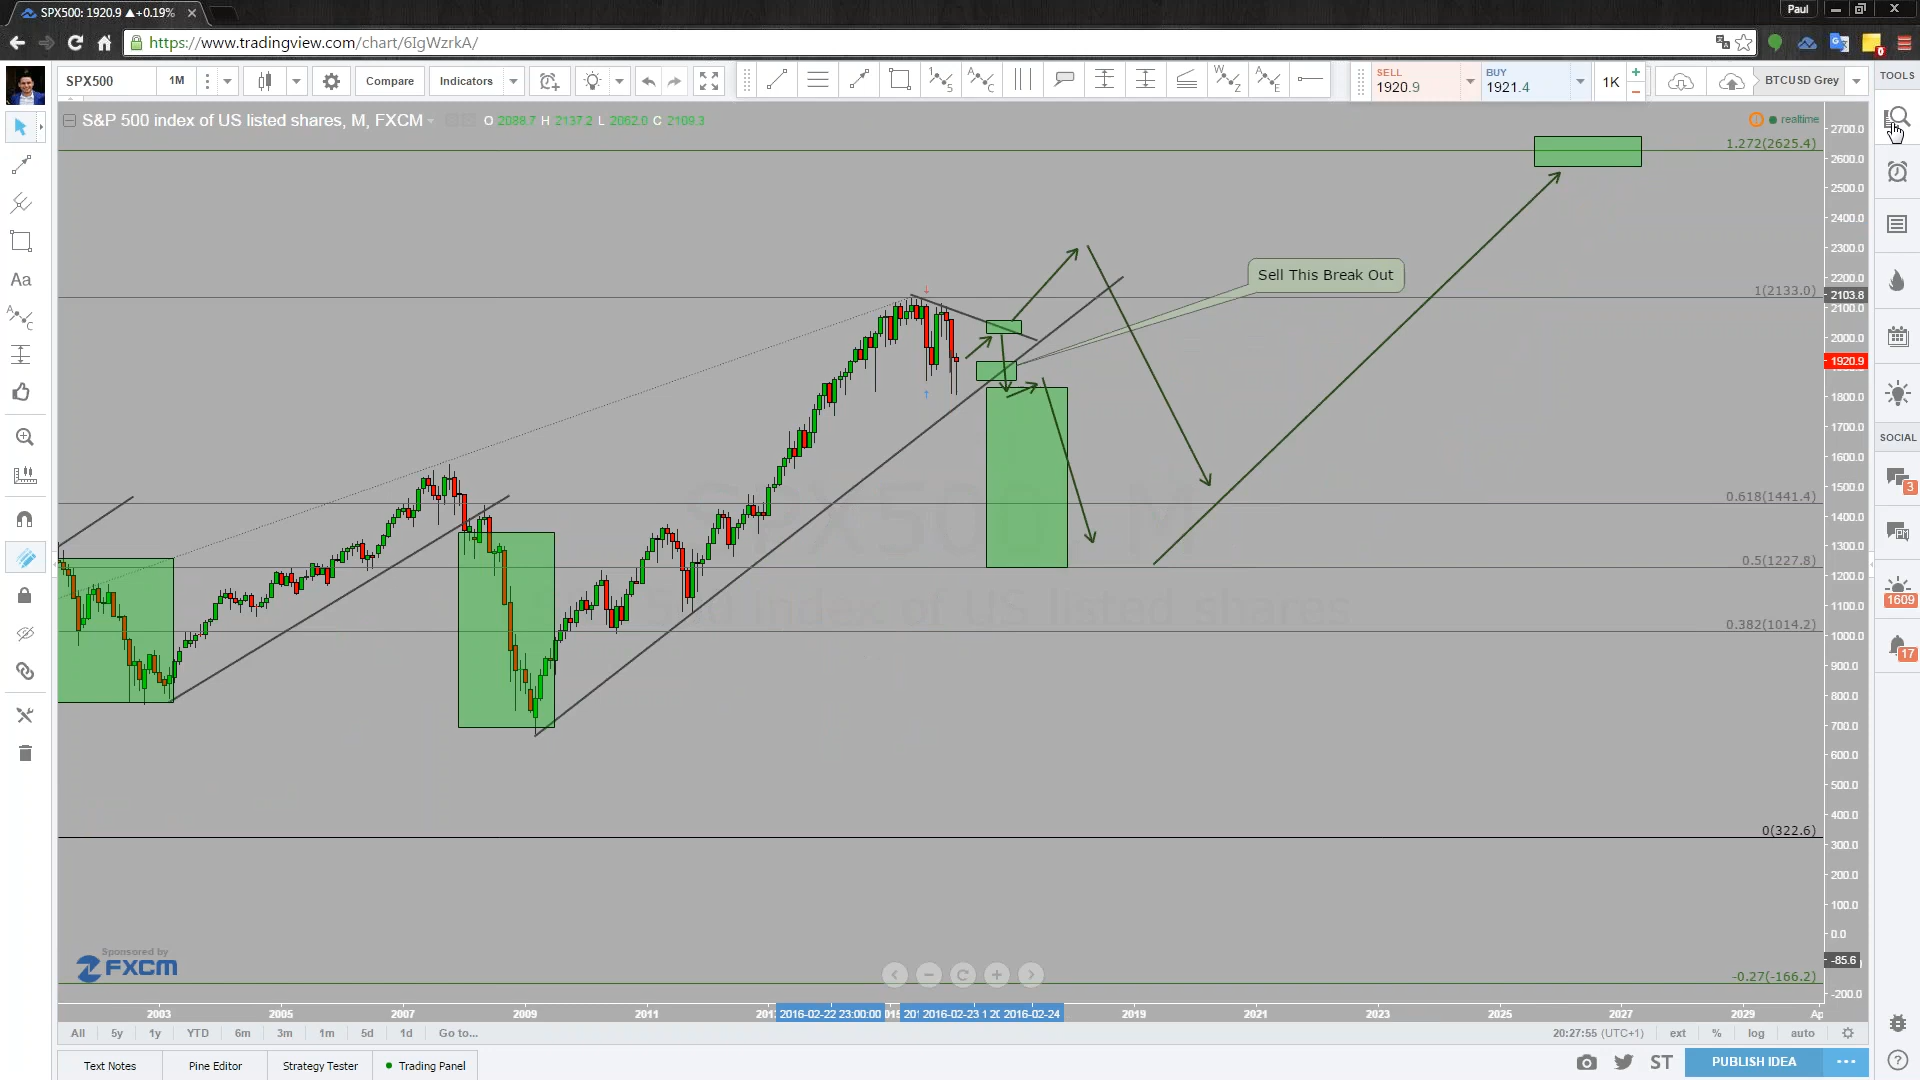 SPX500: 1920.9 ▲+0.19%
Paul
https://www.tradingview.com/chart/6IgWzrkA/
SPX500
1M
Compare
Indicators
SELL
1920.9
BUY
1921.4
1K
BTCUSD Grey
TOOLS
S&P 500 index of US listed shares, M, FXCM
O 2088.7 H 2137.2 L 2062.0 C 2109.3
realtime
1.272(2625.4)
Sell This Break Out
1(2133.0)
0.618(1441.4)
0.5(1227.8)
0.382(1014.2)
0(322.6)
-0.27(-166.2)
2700.0
2600.0
2500.0
2400.0
2300.0
2200.0
2103.8
2100.0
2000.0
1920.9
1800.0
1700.0
1600.0
1500.0
1400.0
1300.0
1200.0
1100.0
1000.0
900.0
800.0
700.0
600.0
500.0
400.0
300.0
200.0
100.0
0.0
-85.6
-200.0
Aa
SOCIAL
3
1609
17
0
SPX500, M
Sponsored by
FXCM
2003
2005
2007
2009
2011
2016-02-22 23:00:00
2016-02-23
2016-02-24
2019
2021
2023
2025
2027
2029
All
5y
1y
YTD
6m
3m
1m
5d
1d
Go to...
20:27:55 (UTC+1)
ext
%
log
auto
Text Notes
Pine Editor
Strategy Tester
Trading Panel
ST
PUBLISH IDEA